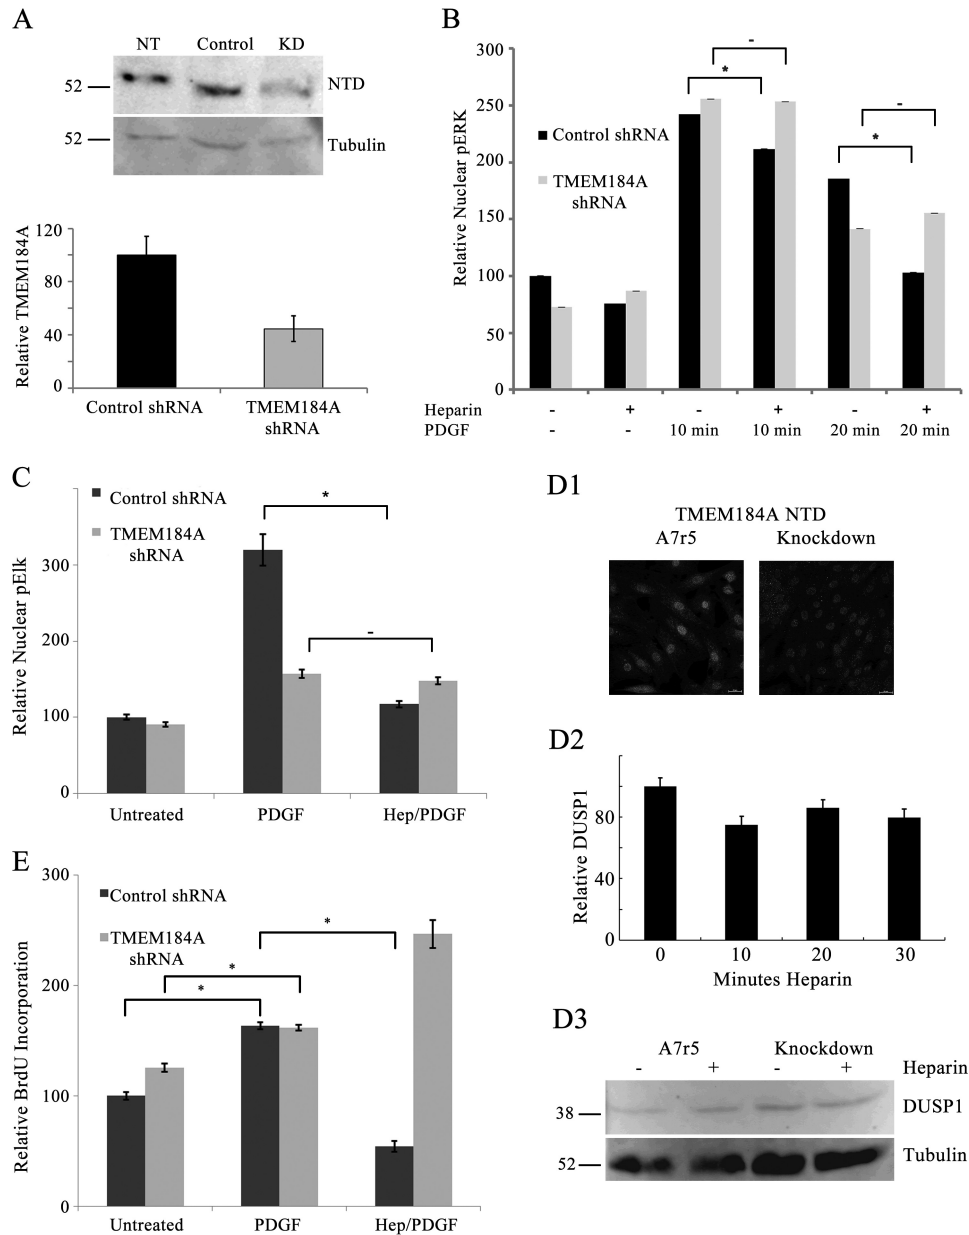 A
NT Control KD
52
NTD
52
Tubulin
Relative TMEM184A
120
80
40
0
Control shRNA
TMEM184A
shRNA
B
Relative Nuclear pERK
300
250
200
150
100
50
0
Control shRNA
TMEM184A
shRNA
*
-
*
-
Heparin - + - + - +
PDGF - - 10 min 10 min 20 min 20 min
C
Relative Nuclear pElk
300
200
100
0
Control shRNA
TMEM184A
shRNA
*
-
Untreated PDGF Hep/PDGF
D1
TMEM184A NTD
A7r5 Knockdown
D2
Relative DUSP1
80
40
0
0 10 20 30
Minutes Heparin
D3
A7r5 Knockdown
- + - + Heparin
38
DUSP1
52
Tubulin
E
Relative BrdU Incorporation
300
200
100
0
Control shRNA
TMEM184A
shRNA
*
*
*
Untreated PDGF Hep/PDGF